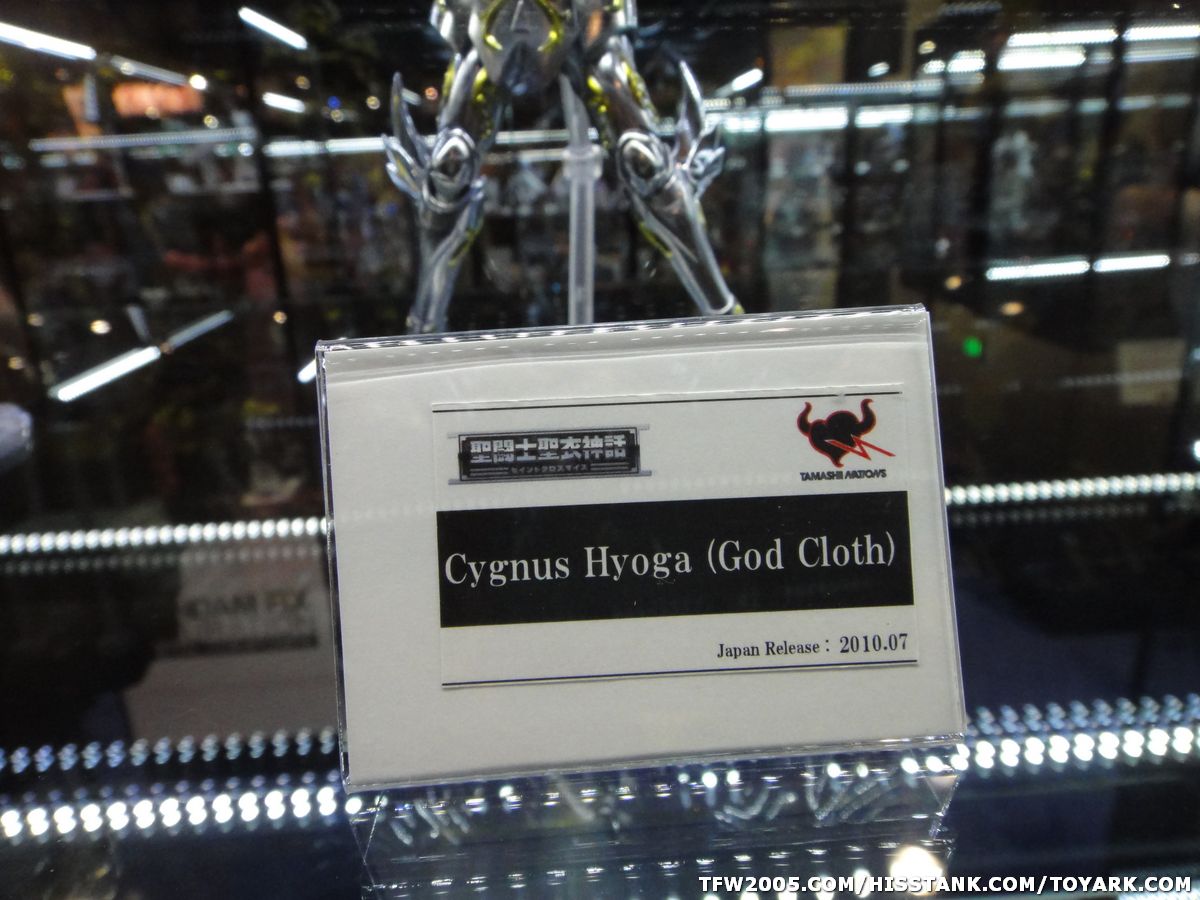 聖闘士聖衣神話
セイントクロスマイス
TAMASHII NATIONS
Cygnus Hyoga (God Cloth)
Japan Release : 2010.07
TFW2005.COM/HISSTANK.COM/TOYARK.COM